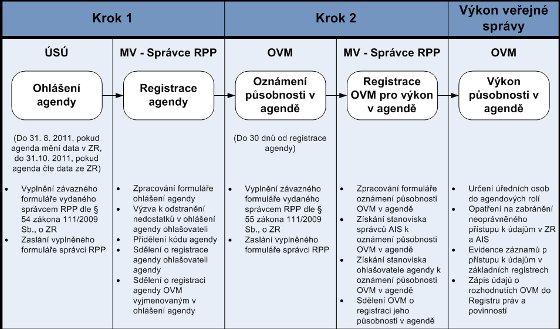 Krok 1
Krok 2
Výkon veřejné
správy
ÚSÚ
MV - Správce RPP
OVM
MV - Správce RPP
OVM
Ohlášení
agendy
Registrace
agendy
Oznámení
působnosti v
agendě
Registrace
OVM pro výkon
v agendě
Výkon
působnosti v
agendě
(Do 31. 8. 2011, pokud
agenda mění data v ZR,
do 31.10. 2011, pokud
agenda čte data ze ZR)
(Do 30 dnů od registrace
agendy)
• Vyplnění závazného
formuláře vydaný
správcem RPP dle §
54 zákona 111/2009
Sb., o ZR
• Zaslání vyplněného
formuláře správci RPP
• Zpracování formuláře
ohlášení agendy
• Výzva k odstranění
nedostatků v ohlášení
agendy ohlašovateli
• Přidělení kódu agendy
• Sdělení o registrace
agendy ohlašovateli
agendy
• Sdělení o registraci
agendy OVM
vyjmenovaným v
ohlášení agendy
• Vyplnění závazného
formuláře vydaný
správcem RPP dle §
55 zákona 111/2009
Sb., o ZR
• Zaslání vyplněného
formuláře správci RPP
• Zpracování formuláře
oznámení působnosti
OVM v agendě
• Získání stanoviska
správců AIS k
oznámení působnosti
OVM v agendě
• Získání stanoviska
ohlašovatele agendy k
oznámení působnosti
OVM v agendě
• Sdělení OVM o
registraci jeho
působnosti v agendě
• Určení úředních osob
do agendových rolí
• Opatření na zabránění
neoprávněného
přístupu k údajům v ZR
a AIS
• Evidence záznamů p
přístupu k údajům v
základních registrech
• Zápis údajů o
rozhodnutích OVM do
Registru práv a
povinností